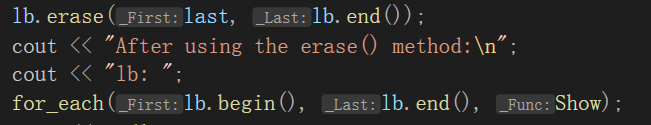 lb.erase(_First:last, _Last:lb.end());
cout << "After using the erase() method:\n";
cout << "lb: ";
for_each(_First:lb.begin(), _Last:lb.end(), _Func:Show);